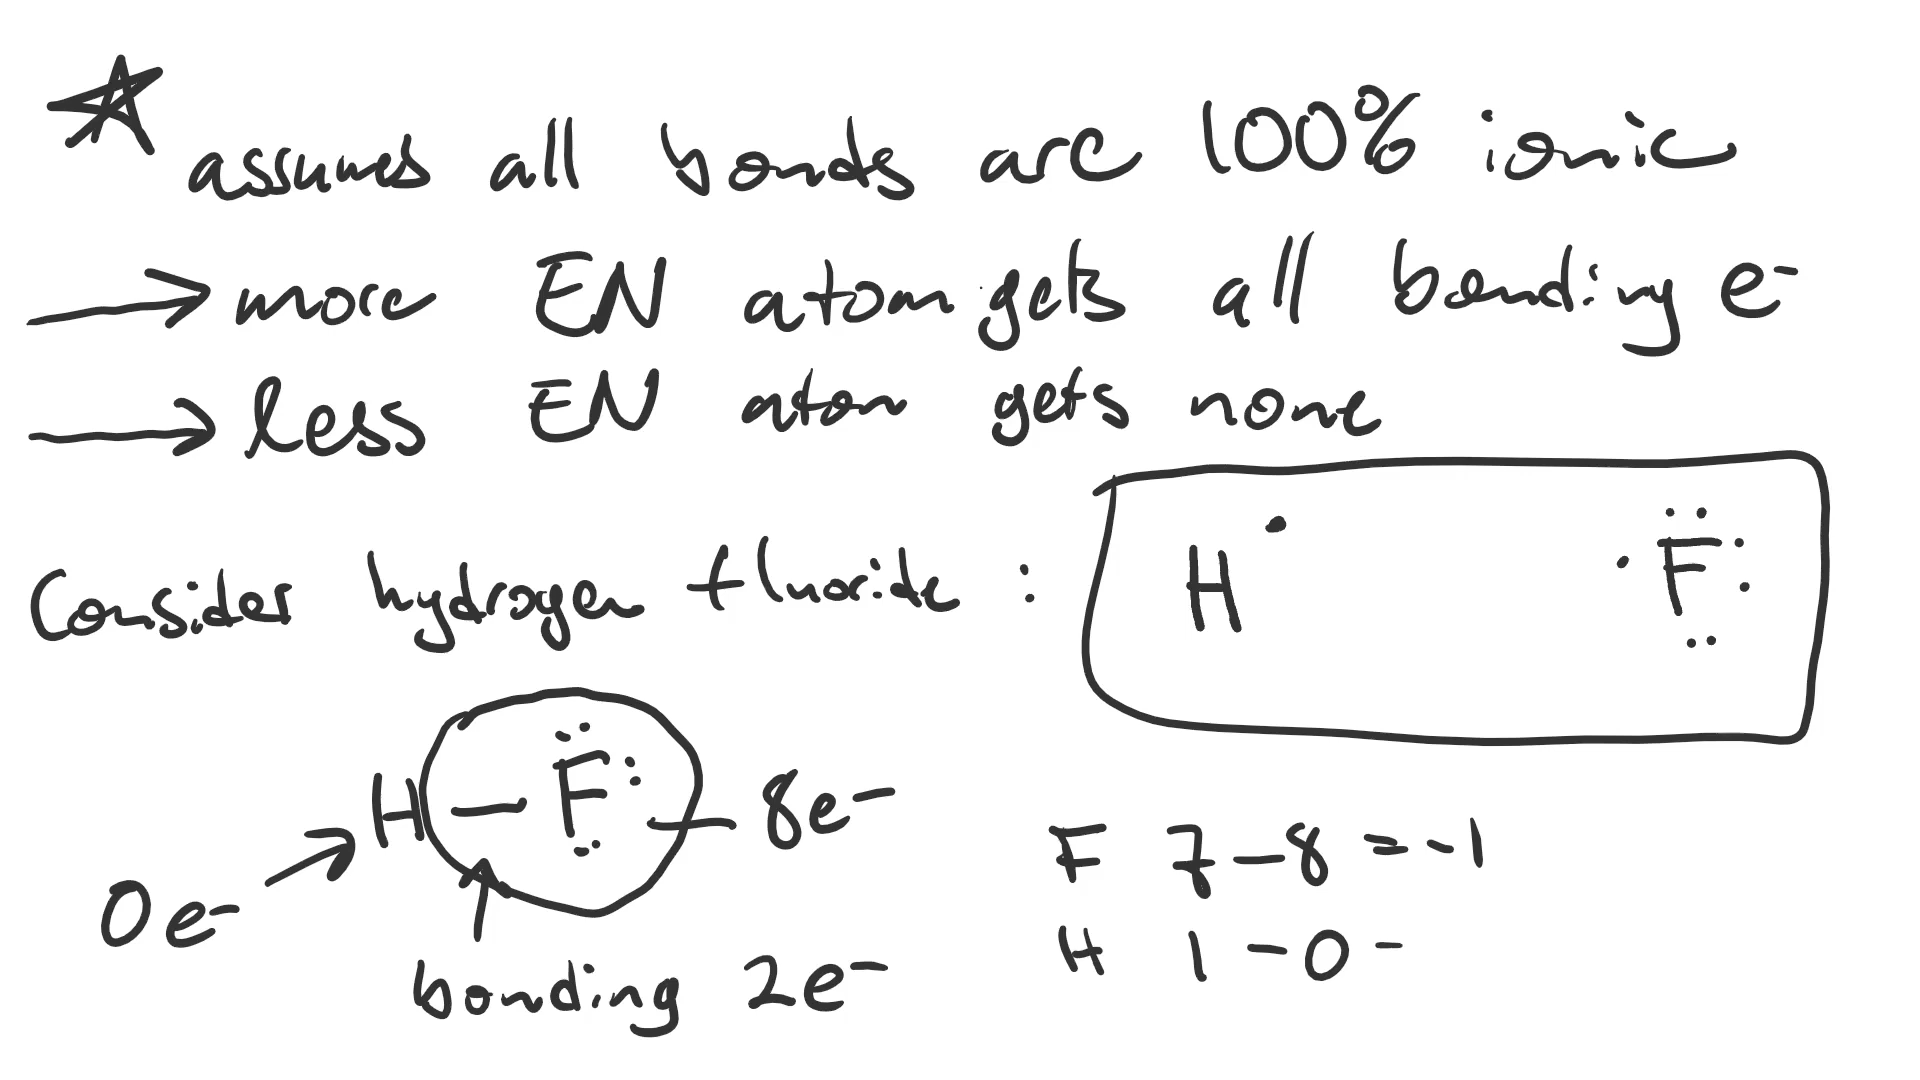 ☆ assumes all bonds are 100% ionic
→ more EN atom gets all bonding e⁻
→ less EN atom gets none
Consider hydrogen fluoride :
H · · F
H — F — 8e⁻
0e⁻ →
bonding 2e⁻
F 7 – 8 = -1
H 1 – 0 -